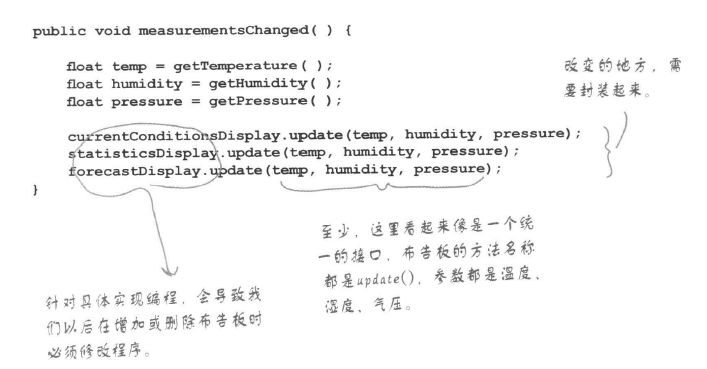 public void measurementsChanged( ) {
float temp = getTemperature( );
float humidity = getHumidity( );
float pressure = getPressure( );
改变的地方，需
要封装起来。
currentConditionsDisplay.update(temp, humidity, pressure);
statisticsDisplay.update(temp, humidity, pressure);
forecastDisplay.update(temp, humidity, pressure);
}
至少，这里看起来像是一个统
一的接口，布告板的方法名称
都是update()，参数都是温度、
湿度、气压。
针对具体实现编程，会导致我
们以后在增加或删除布告板时
必须修改程序。